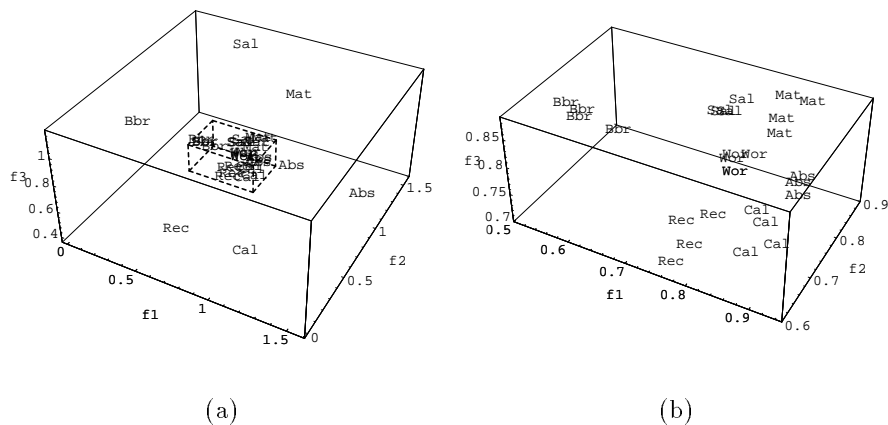 Sal
Mat
Bbr
Abs
Abs
Rec
Cal
1
f3
0.8
0.6
0.4
0
0.5
f1
1
1.5
0
0.5
f2
1
1.5
(a)
Sal
Sal
Mat
Mat
Mat
Mat
Bbr
Bbr
Bbr
Bbr
Wor
Wor
Wor
Wor
Abs
Abs
Abs
Rec
Rec
Rec
Rec
Cal
Cal
Cal
Cal
0.85
f3
0.8
0.75
0.7
0.5
0.6
0.7
f1
0.8
0.9
0.6
0.7
f2
0.8
0.9
(b)